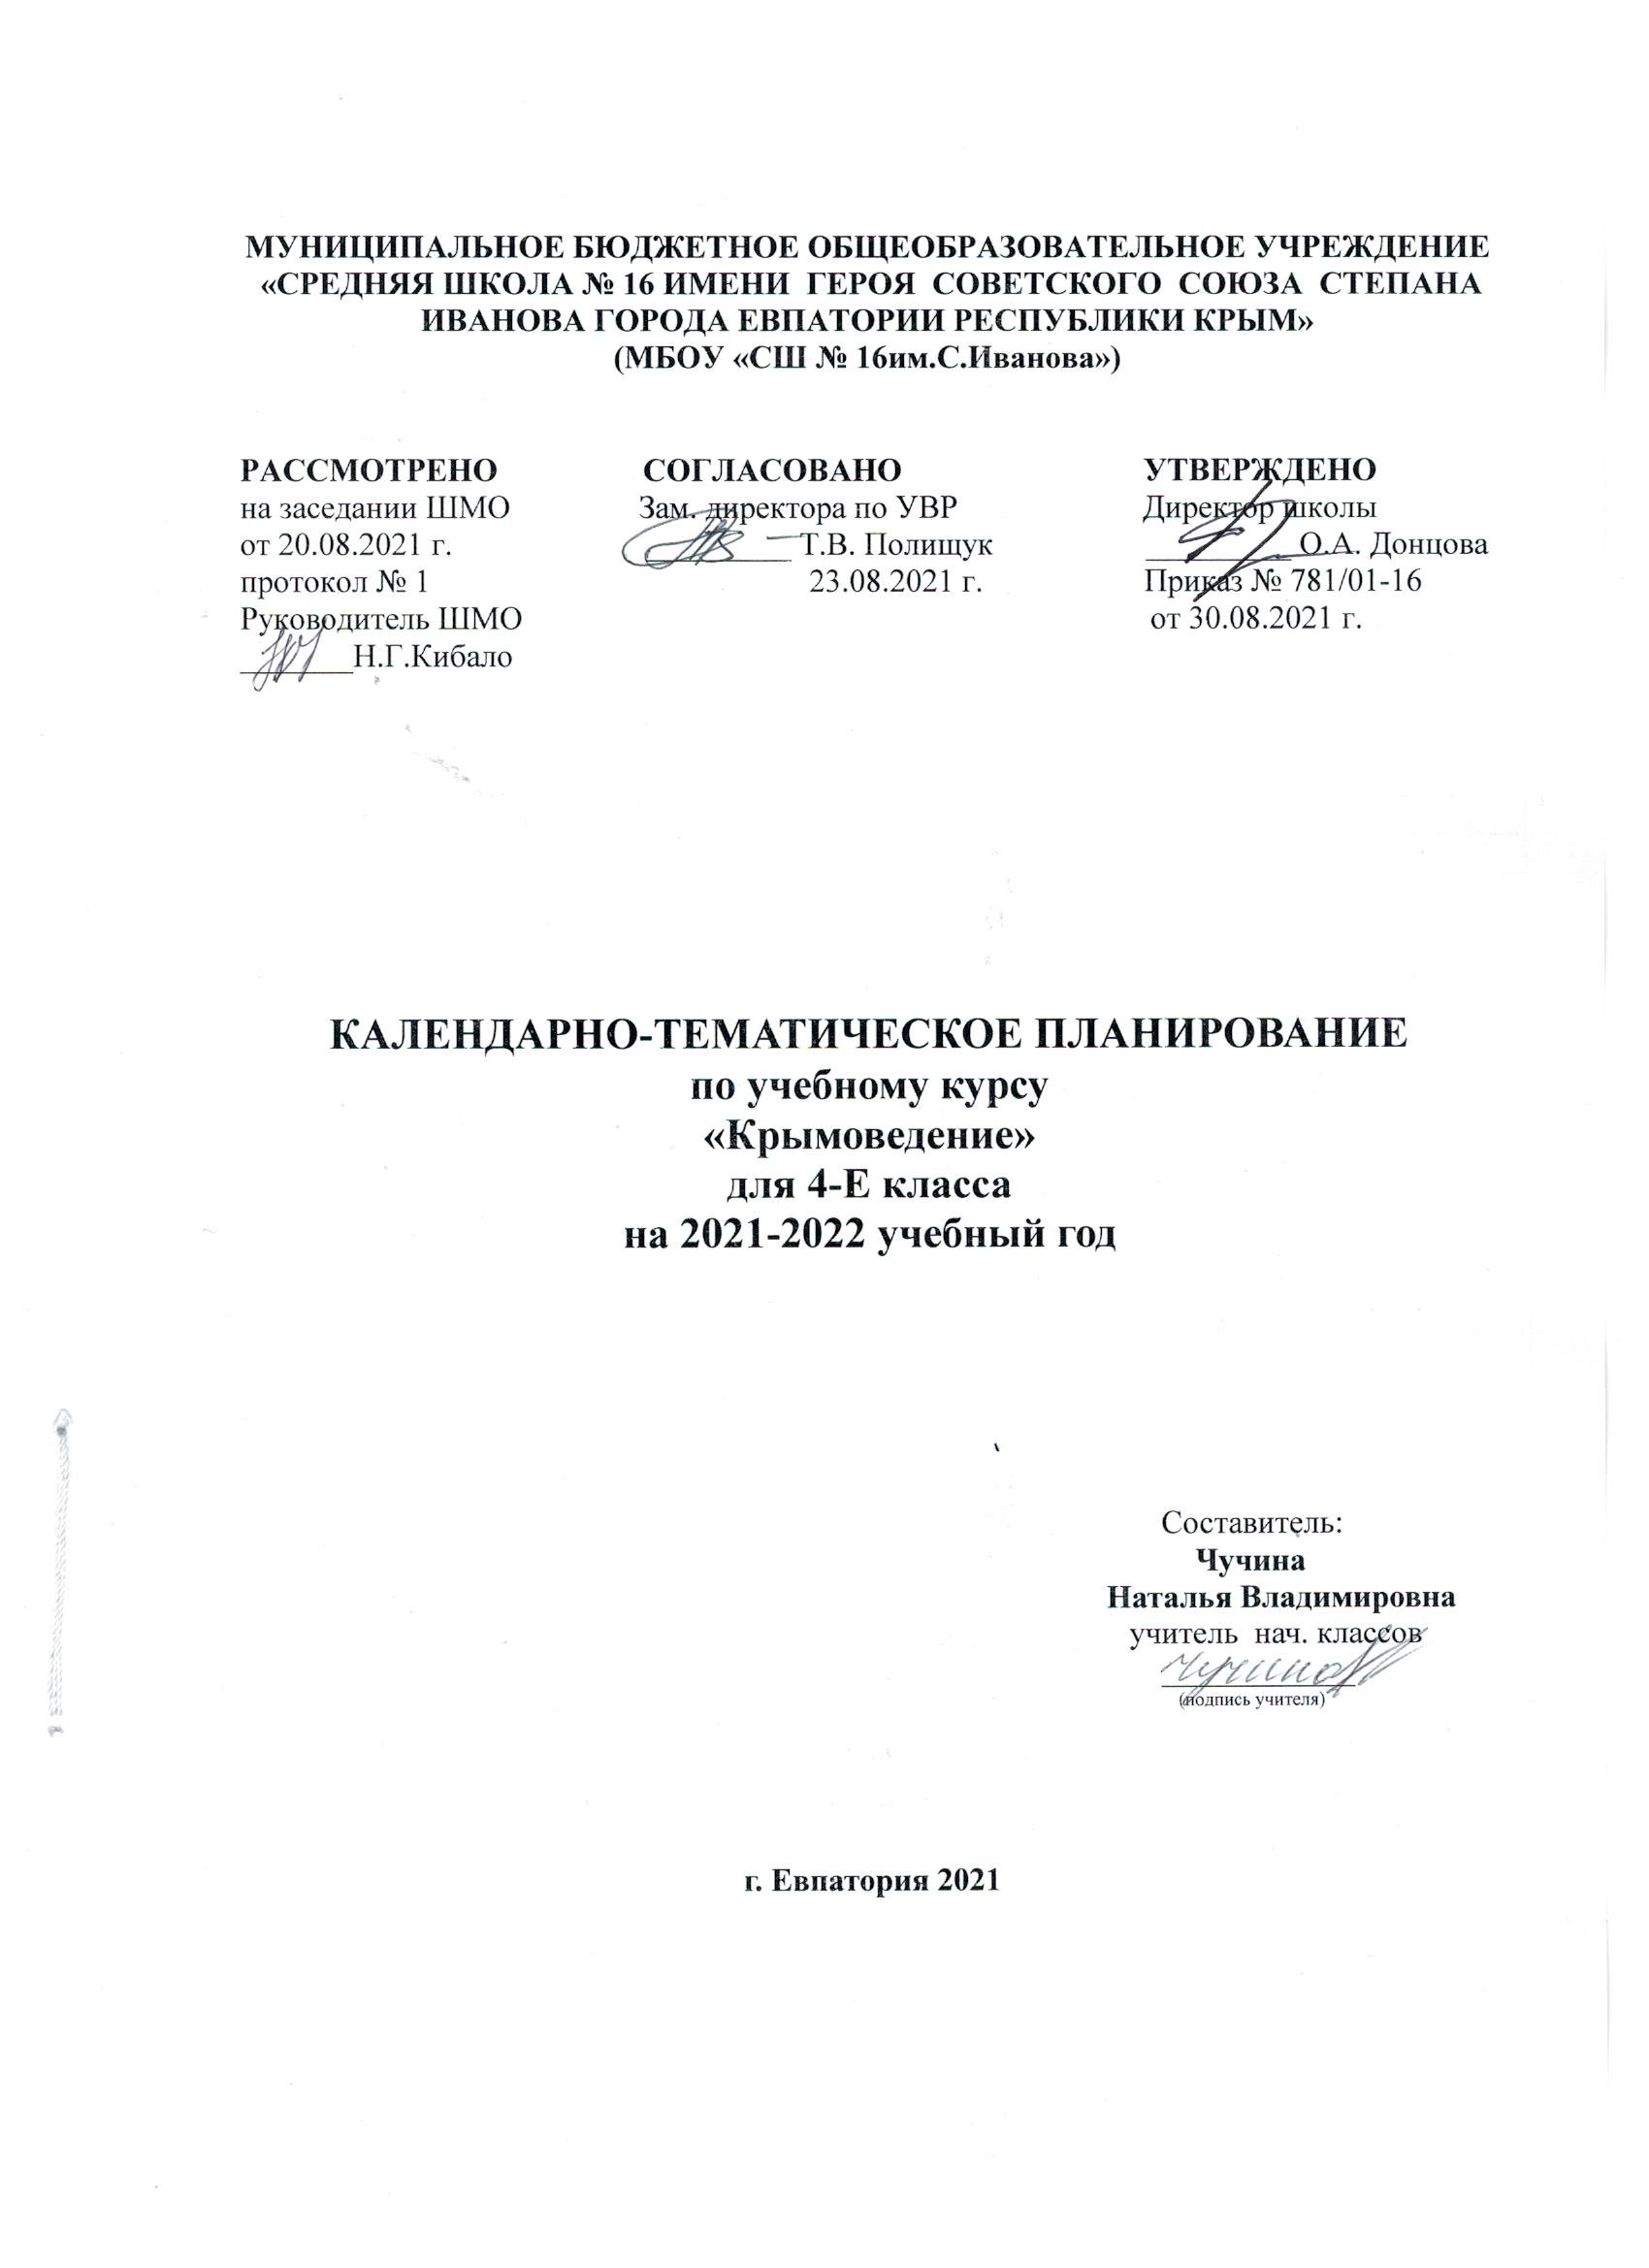 МУНИЦИПАЛЬНОЕ БЮДЖЕТНОЕ ОБЩЕОБРАЗОВАТЕЛЬНОЕ УЧРЕЖДЕНИЕ
«СРЕДНЯЯ ШКОЛА № 16 ИМЕНИ ГЕРОЯ СОВЕТСКОГО СОЮЗА СТЕПАНА
ИВАНОВА ГОРОДА ЕВПАТОРИИ РЕСПУБЛИКИ КРЫМ»
(МБОУ «СШ № 16им.С.Иванова»)
РАССМОТРЕНО
на заседании ШМО
от 20.08.2021 г.
протокол № 1
Руководитель ШМО
________Н.Г.Кибало
СОГЛАСОВАНО
Зам. директора по УВР
__________Т.В. Полищук
23.08.2021 г.
УТВЕРЖДЕНО
Директор школы
__________О.А. Донцова
Приказ № 781/01-16
от 30.08.2021 г.
КАЛЕНДАРНО-ТЕМАТИЧЕСКОЕ ПЛАНИРОВАНИЕ
по учебному курсу
«Крымоведение»
для 4-Е класса
на 2021-2022 учебный год
Составитель:
Чучина
Наталья Владимировна
учитель нач. классов
(подпись учителя)
г. Евпатория 2021